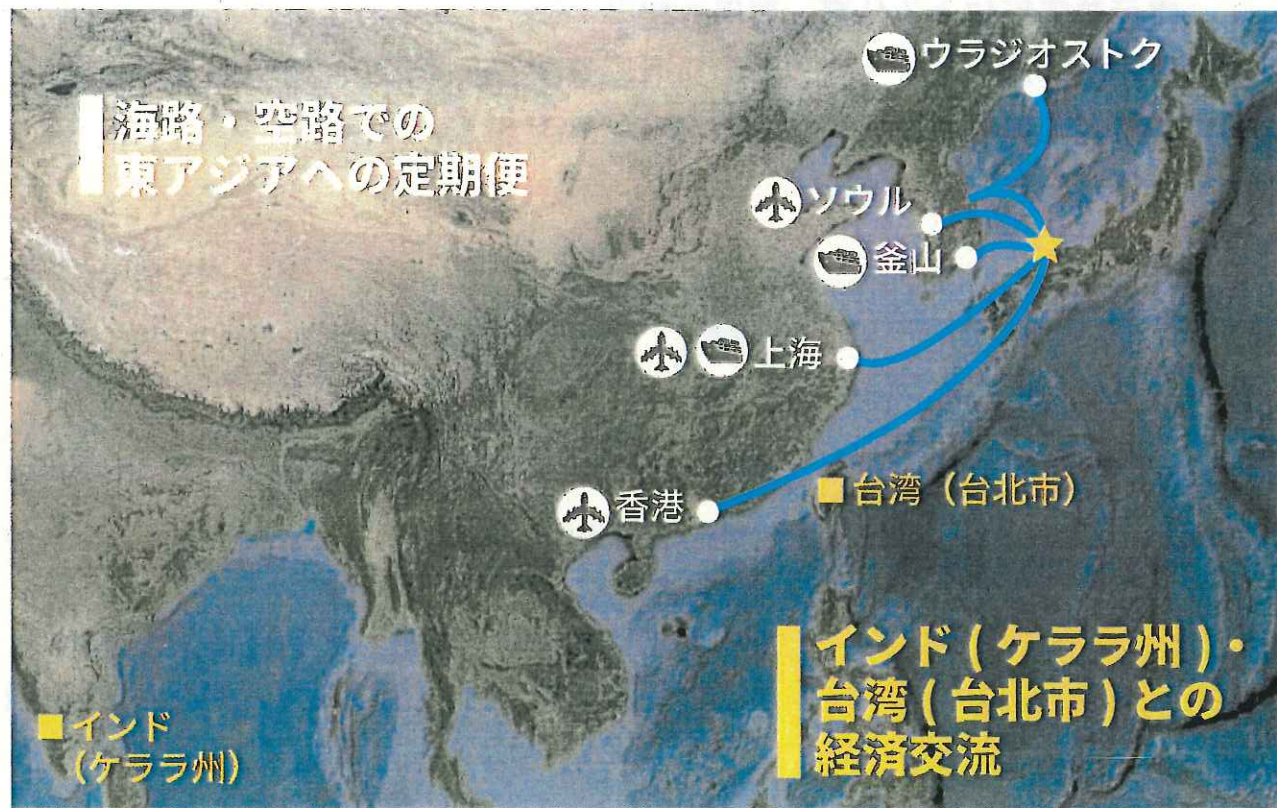 海路・空路での
東アジアへの定期便
ウラジオストク
ソウル
釜山
上海
香港
■台湾（台北市）
インド(ケララ州)・
台湾(台北市)との
経済交流
■インド
（ケララ州）